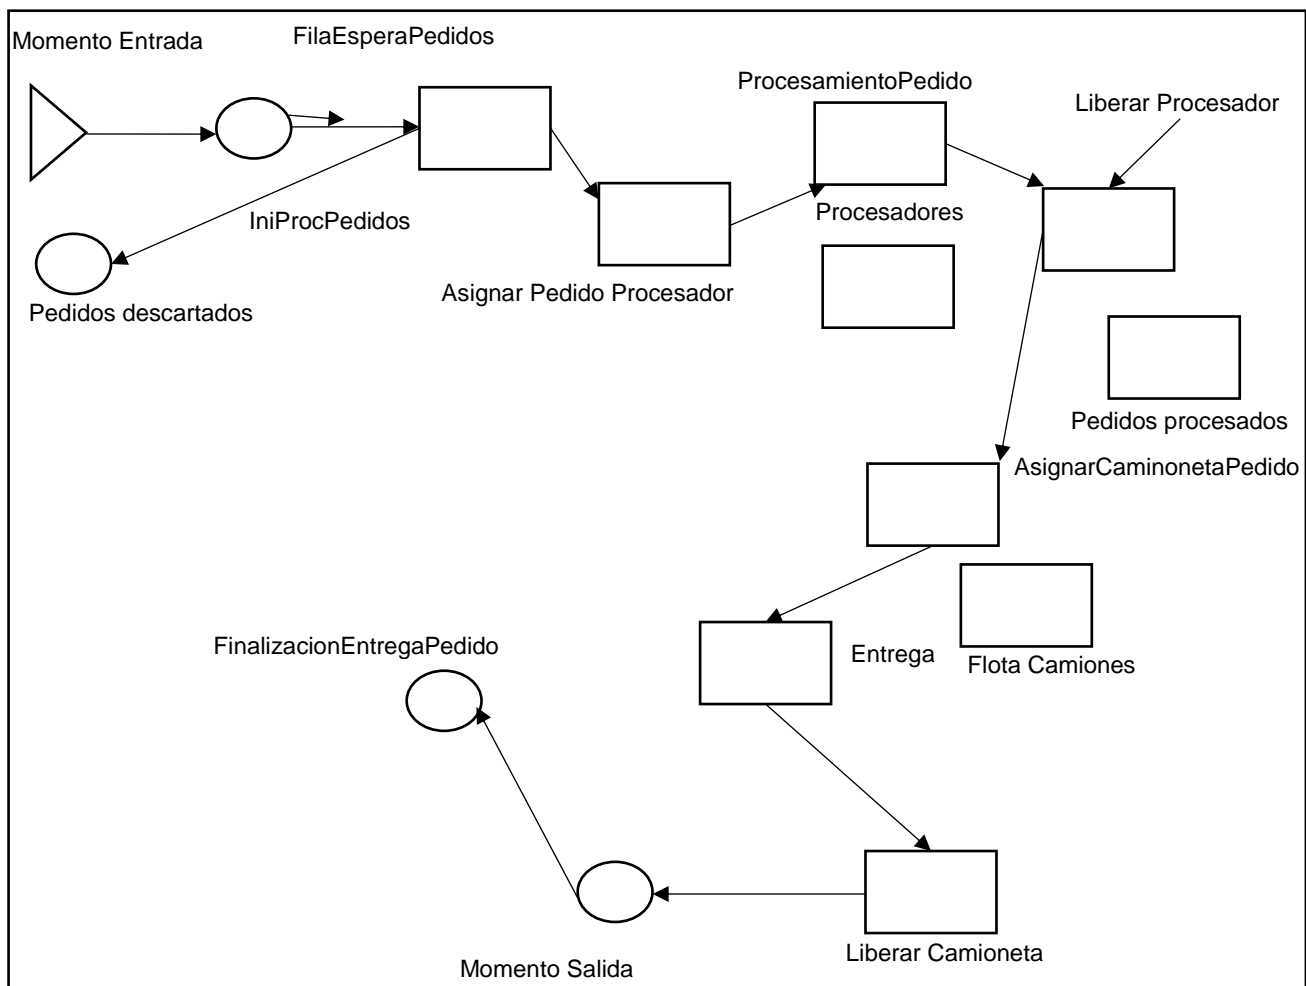 Momento Entrada
FilaEsperaPedidos
ProcesamientoPedido
Liberar Procesador
IniProcPedidos
Procesadores
Asignar Pedido Procesador
Pedidos descartados
Pedidos procesados
AsignarCaminonetaPedido
FinalizacionEntregaPedido
Entrega
Flota Camiones
Liberar Camioneta
Momento Salida